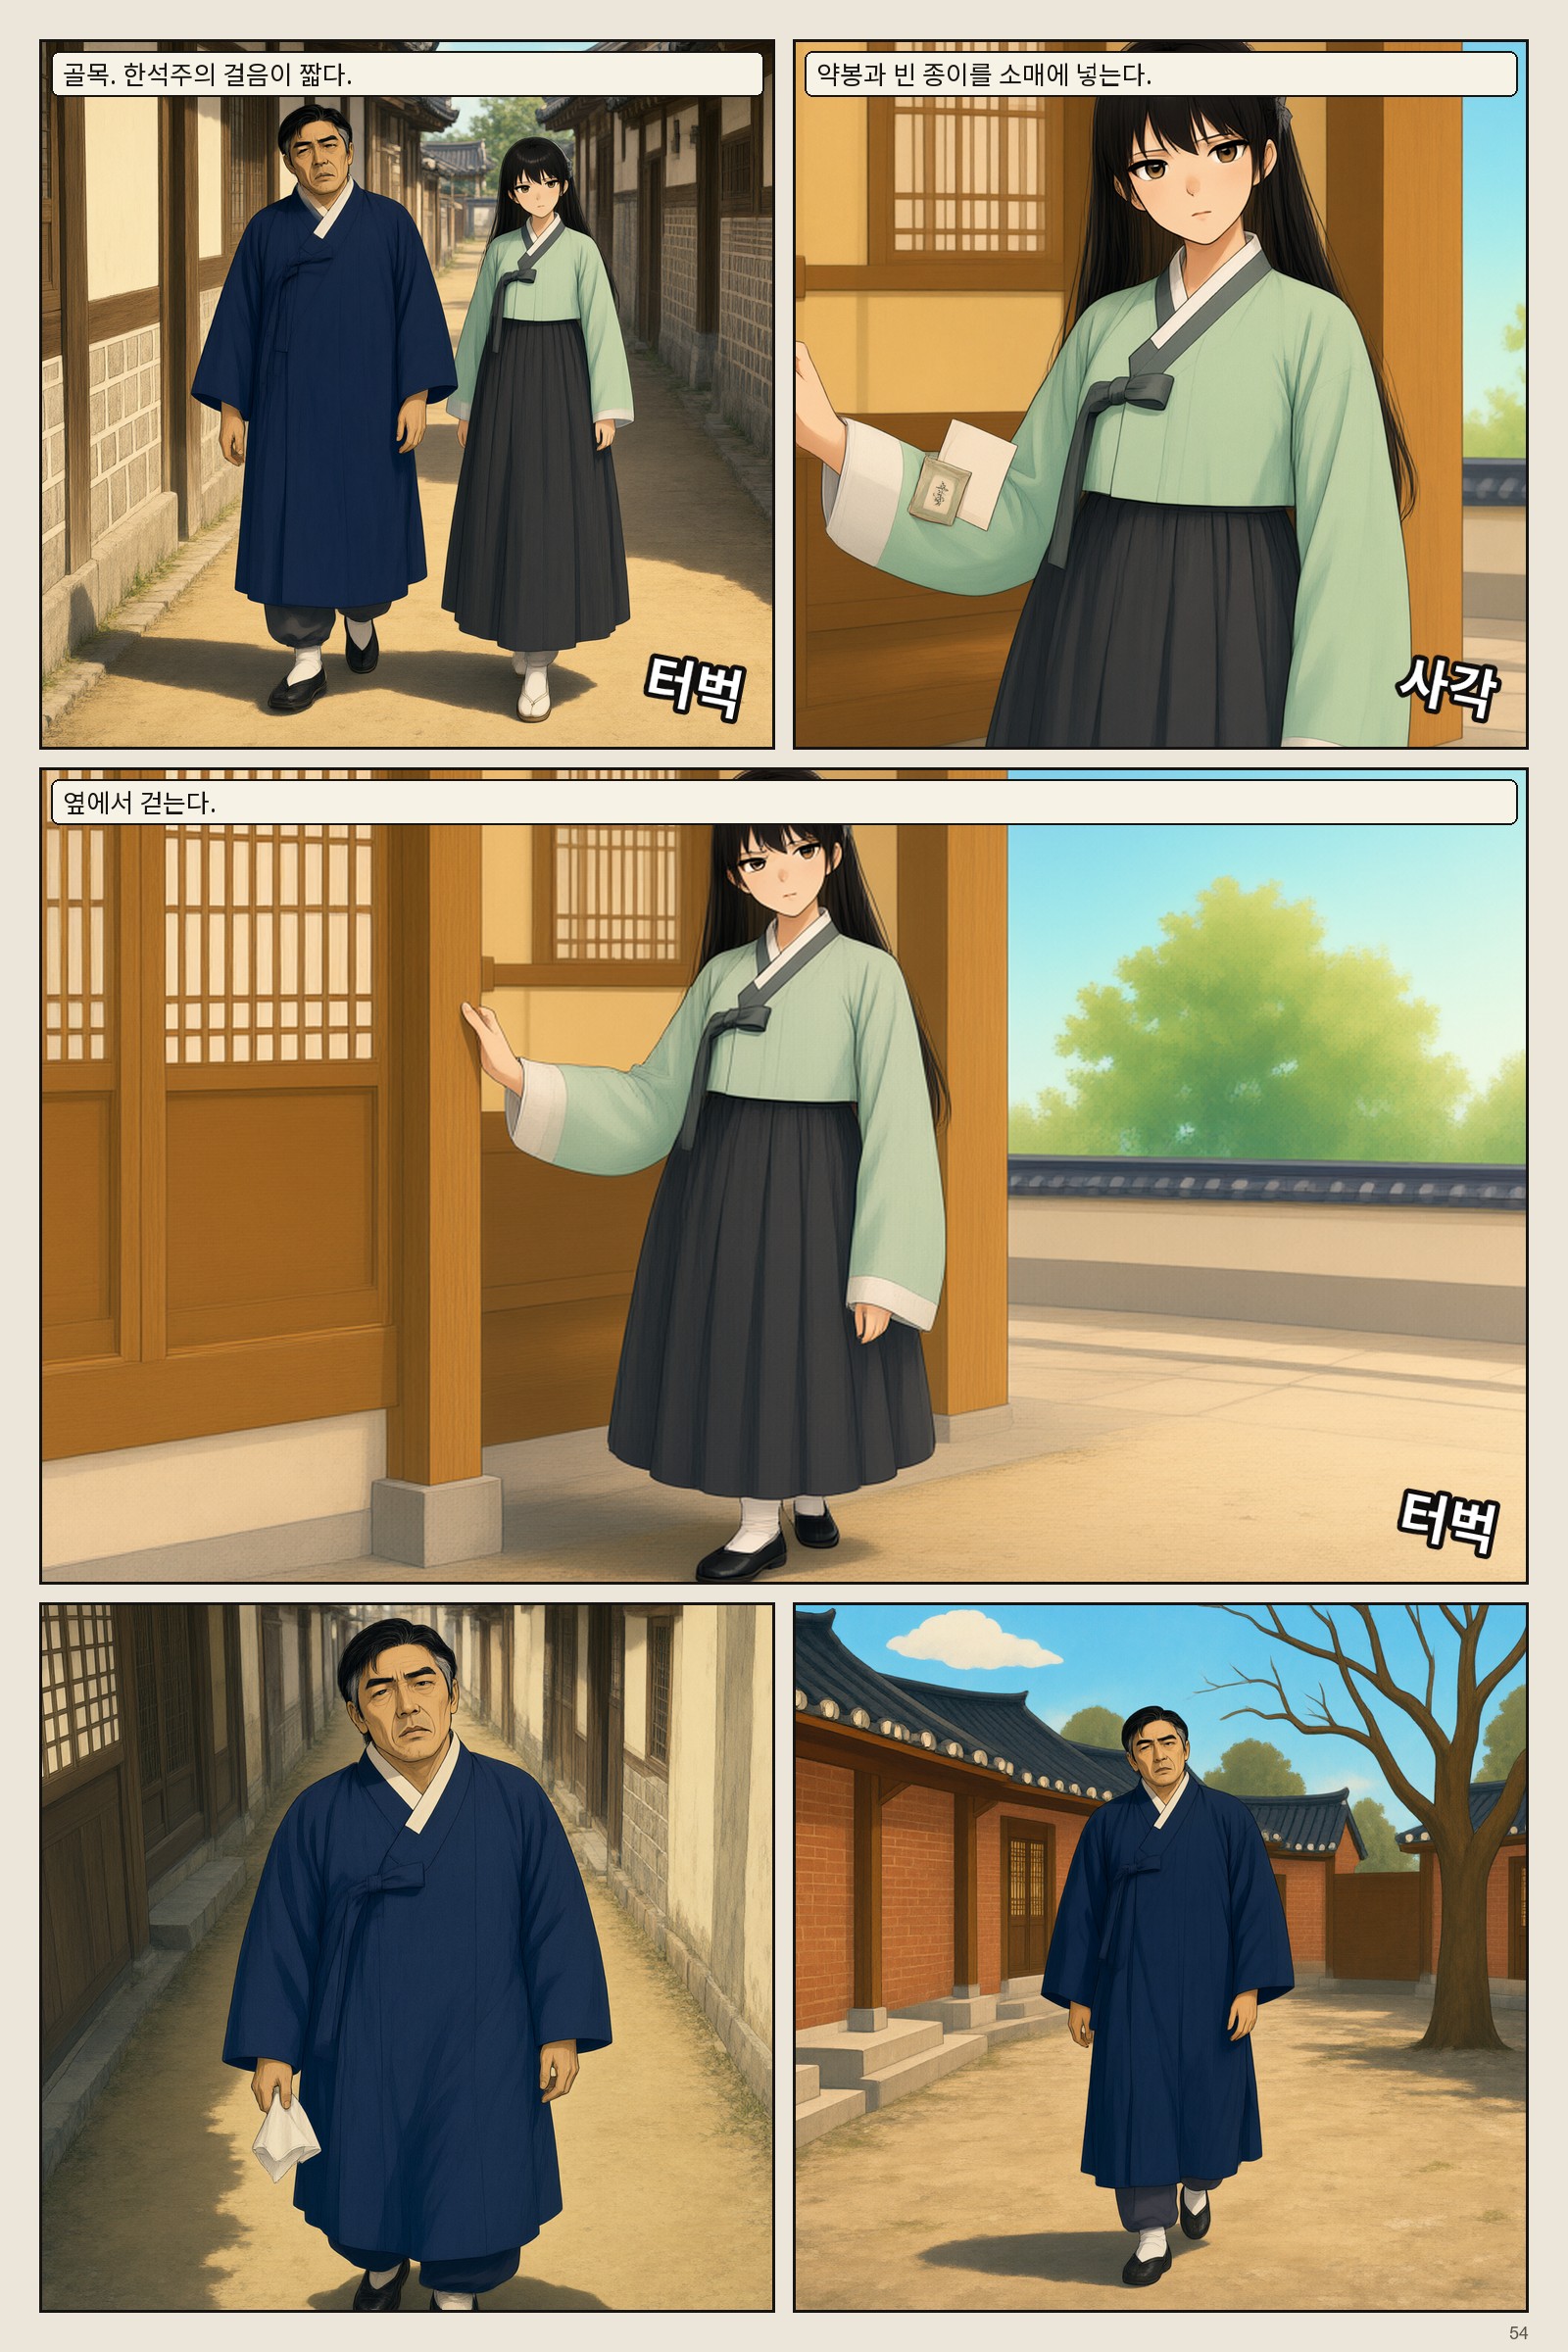 골목. 한석주의 걸음이 짧다.
터벅
약봉과 빈 종이를 소매에 넣는다.
사각
옆에서 걷는다.
터벅
54